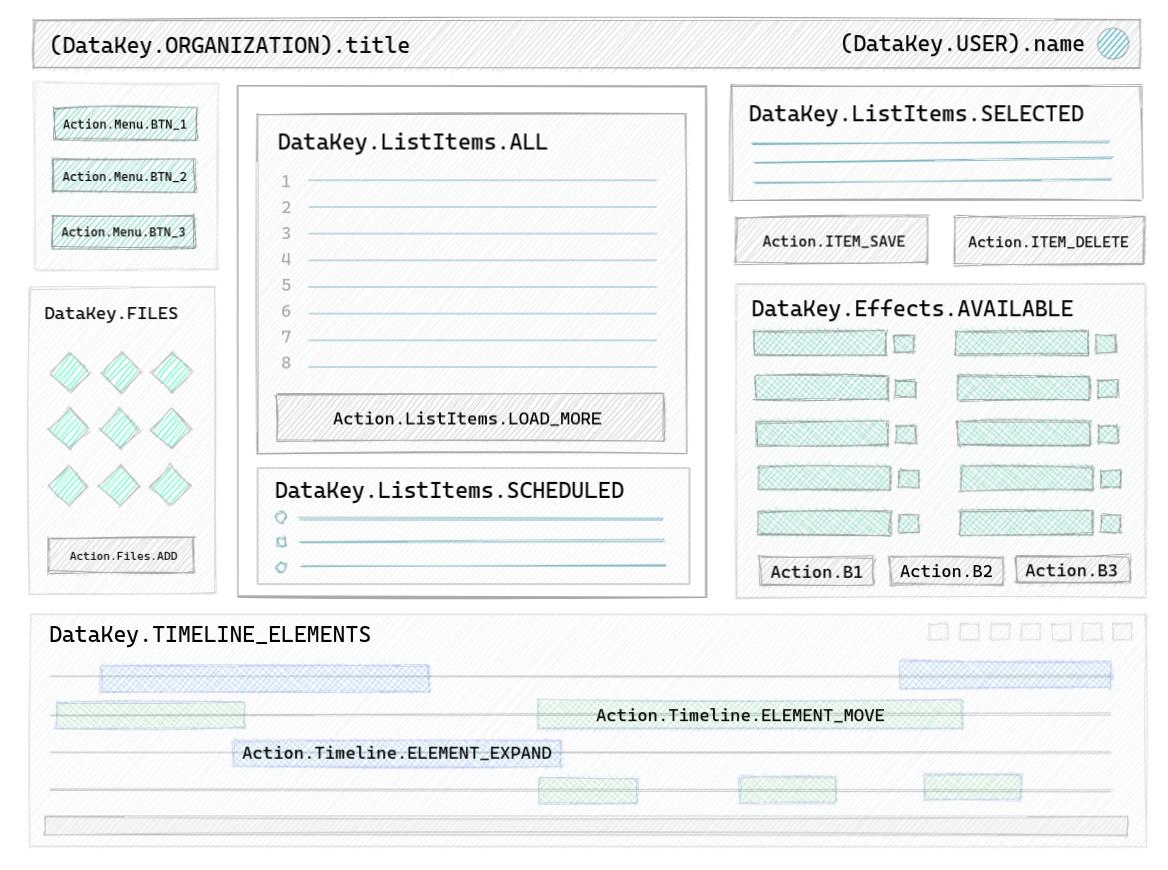 (DataKey.ORGANIZATION).title
(DataKey.USER).name
Action.Menu.BTN_1
Action.Menu.BTN_2
Action.Menu.BTN_3
DataKey.FILES
Action.Files.ADD
DataKey.ListItems.ALL
1
2
3
4
5
6
7
8
Action.ListItems.LOAD_MORE
DataKey.ListItems.SCHEDULED
DataKey.ListItems.SELECTED
Action.ITEM_SAVE
Action.ITEM_DELETE
DataKey.Effects.AVAILABLE
Action.B1
Action.B2
Action.B3
DataKey.TIMELINE_ELEMENTS
Action.Timeline.ELEMENT_MOVE
Action.Timeline.ELEMENT_EXPAND